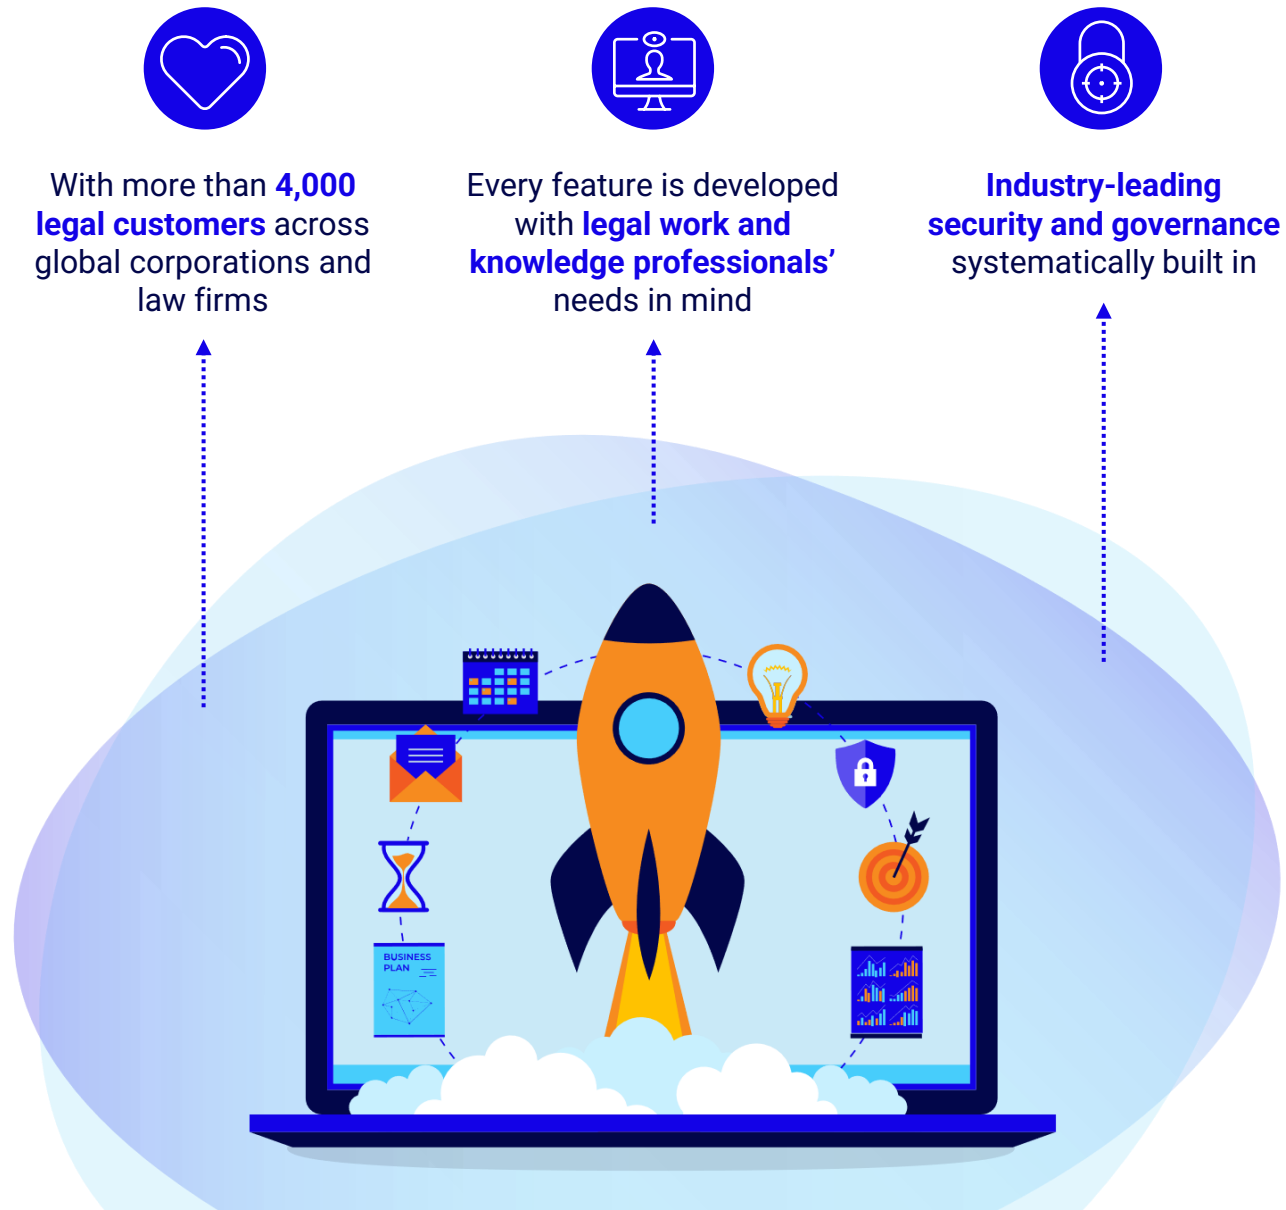 With more than 4,000
legal customers across
global corporations and
law firms
Every feature is developed
with legal work and
knowledge professionals’
needs in mind
Industry-leading
security and governance
systematically built in
BUSINESS
PLAN